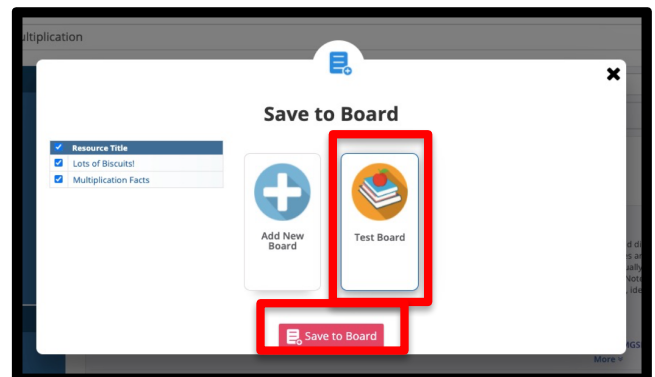 ultiplication
Save to Board
Resource Title
Lots of Biscuits!
Multiplication Facts
Add New
Board
Test Board
Save to Board
More